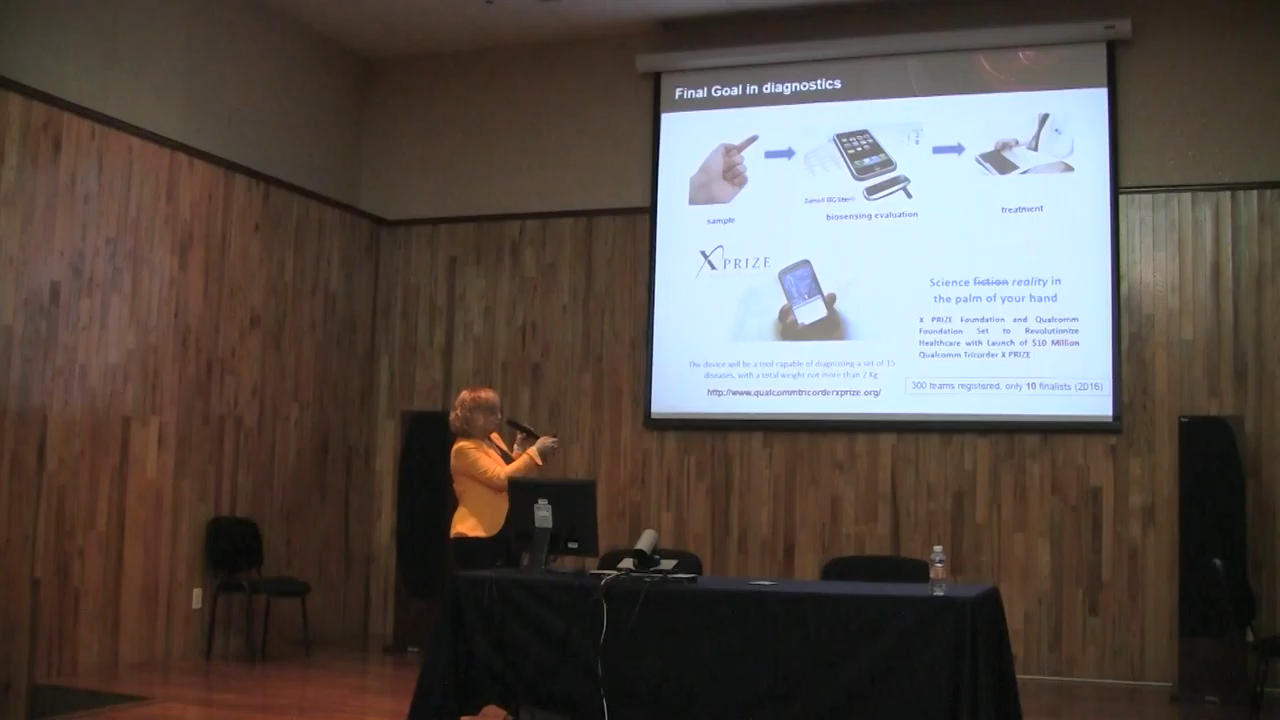 Final Goal in diagnostics
sample
biosensing evaluation
treatment
X PRIZE
Science fiction reality in
the palm of your hand
X PRIZE Foundation and Qualcomm
Foundation Set to Revolutionize
Healthcare with Launch of $10 Million
Qualcomm Tricorder X PRIZE
The device will be a tool capable of diagnosing a set of 15
diseases, with a total weight not more than 2 Kg
http://www.qualcommtricorderxprize.org/
300 teams registered, only 10 finalists (2016)